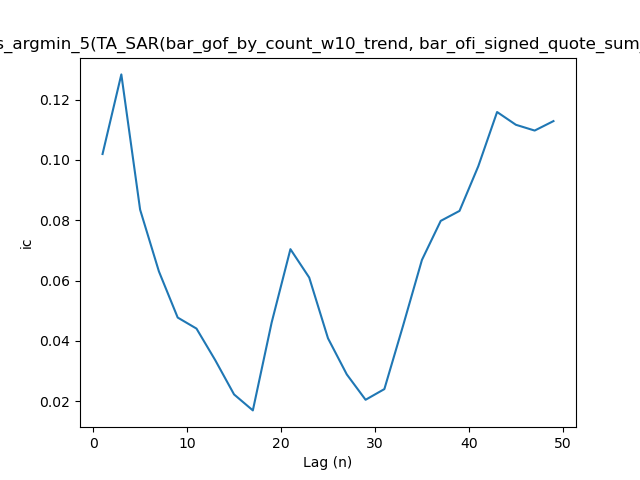 s_argmin_5(TA_SAR(bar_gof_by_count_w10_trend, bar_ofi_signed_quote_sum_
0.12
0.10
0.08
0.06
0.04
0.02
ic
0 10 20 30 40 50
Lag (n)